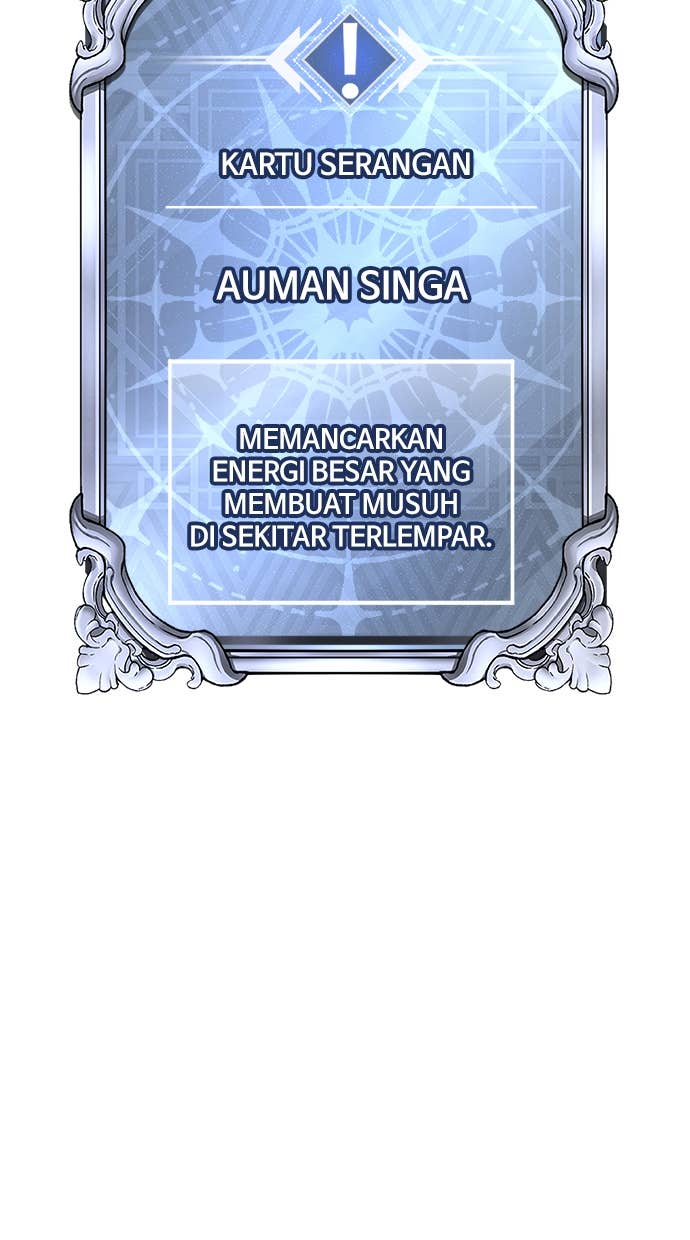 !
KARTU SERANGAN
AUMAN SINGA
MEMANCARKAN
ENERGI BESAR YANG
MEMBUAT MUSUH
DI SEKITAR TERLEMPAR.